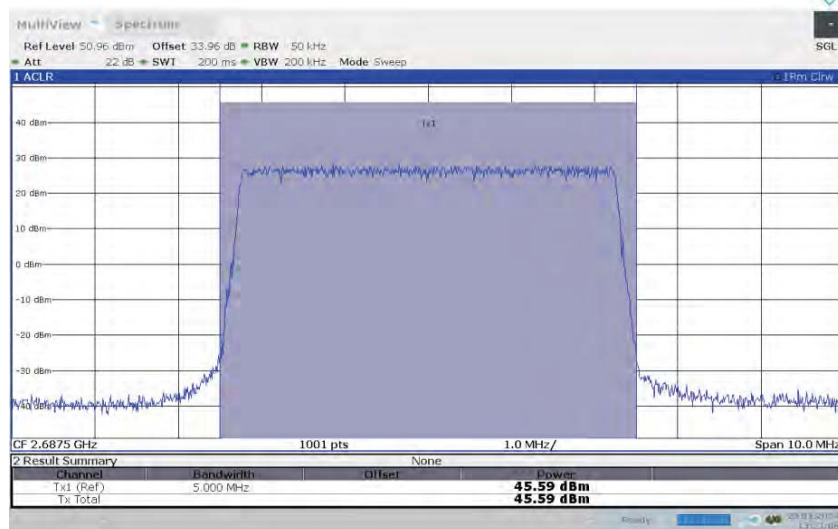 MultiView Spectrum
Ref Level 50.96 dBm Offset 33.96 dB RBW 50 kHz
SGL
Att 22 dB SWT 200 ms VBW 200 kHz Mode Sweep
1 ACLR 1Rm Clrw
Tx1
40 dBm
30 dBm
20 dBm
10 dBm
0 dBm
-10 dBm
-20 dBm
-30 dBm
-40 dBm
CF 2.6875 GHz 1001 pts 1.0 MHz/ Span 10.0 MHz
2 Result Summary None
Channel Bandwidth Offset Power
Tx1 (Ref) 5.000 MHz 45.59 dBm
Tx Total 45.59 dBm
Ready